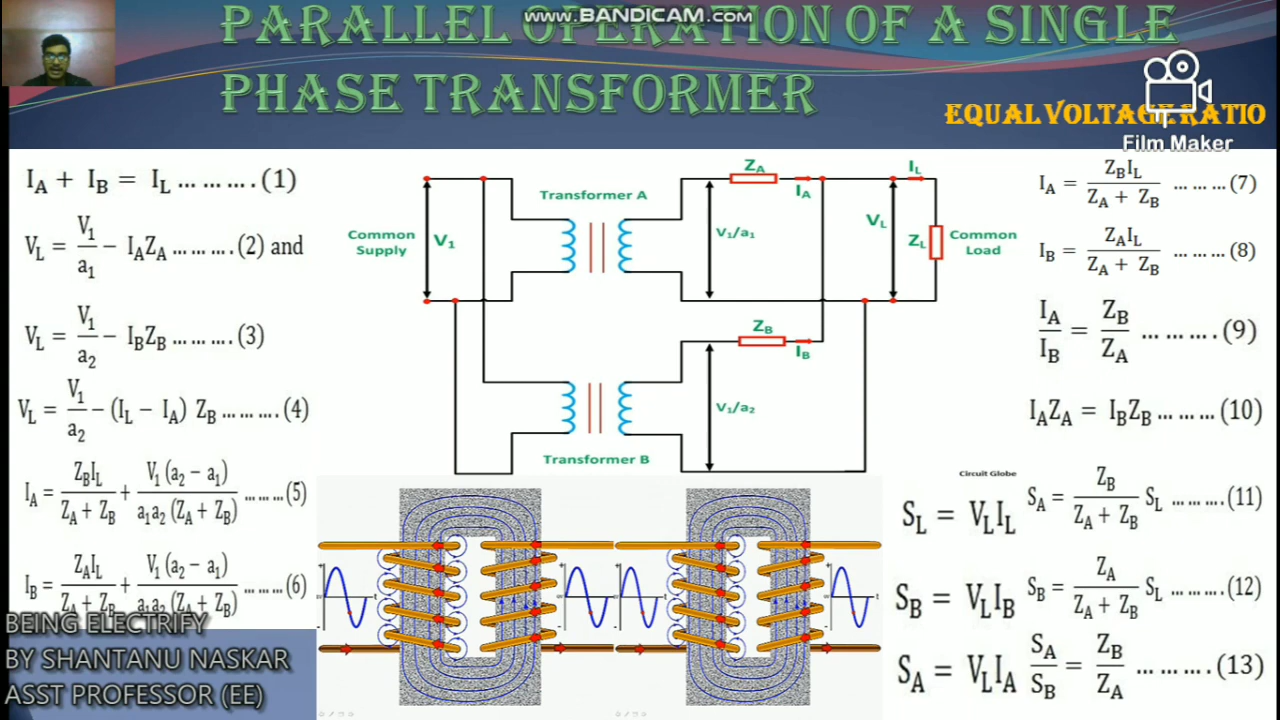 www.BANDICAM.com
PARALLEL OPERATION OF A SINGLE
PHASE TRANSFORMER
EQUAL VOLTAGE RATIO
Film Maker
I_A + I_B = I_L ... ... ... . (1)
V_L = V_1/a_1 − I_A Z_A ... ... ... . (2) and
V_L = V_1/a_2 − I_B Z_B ... ... ... . (3)
V_L = V_1/a_2 − (I_L − I_A) Z_B ... ... ... . (4)
I_A = Z_B I_L/(Z_A + Z_B) + V_1 (a_2 − a_1)/(a_1 a_2 (Z_A + Z_B)) ... ... ... (5)
I_B = Z_A I_L/(Z_A + Z_B) + V_1 (a_2 − a_1)/(a_1 a_2 (Z_A + Z_B)) ... ... ... (6)
BEING ELECTRIFY
BY SHANTANU NASKAR
ASST PROFESSOR (EE)
Z_A
I_A
I_L
Transformer A
Common
Supply
V_1
V_1/a_1
V_L
Z_L
Common
Load
Z_B
I_B
V_1/a_2
Transformer B
Circuit Globe
+
0V
-
t
+
0V
-
t
+
0V
-
t
+
0V
-
t
I_A = Z_B I_L/(Z_A + Z_B) ... ... ... (7)
I_B = Z_A I_L/(Z_A + Z_B) ... ... ... (8)
I_A/I_B = Z_B/Z_A ... ... ... . (9)
I_A Z_A = I_B Z_B ... ... ... (10)
S_L = V_L I_L
S_A = Z_B/(Z_A + Z_B) S_L ... ... ... . (11)
S_B = V_L I_B
S_B = Z_A/(Z_A + Z_B) S_L ... ... ... . (12)
S_A = V_L I_A
S_A/S_B = Z_B/Z_A ... ... ... . (13)